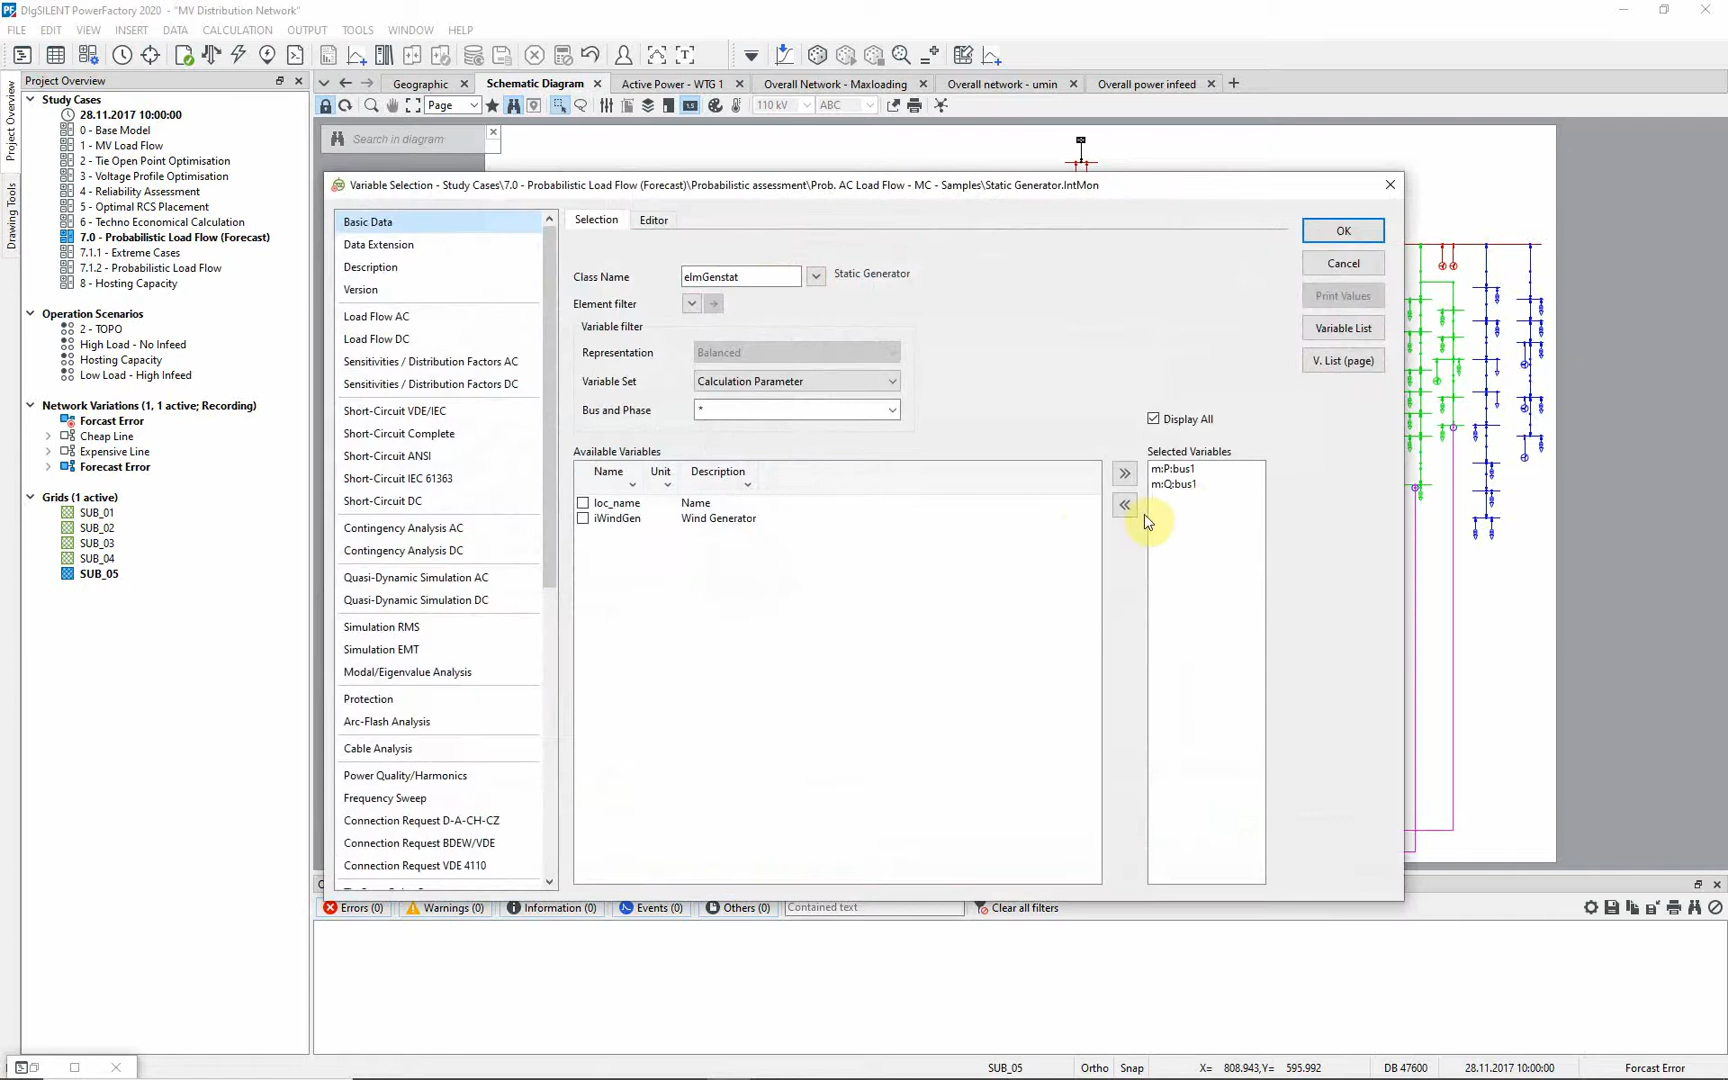 DIgSILENT PowerFactory 2020 - "MV Distribution Network"
FILE EDIT VIEW INSERT DATA CALCULATION OUTPUT TOOLS WINDOW HELP
Project Overview
Geographic Schematic Diagram Active Power - WTG 1 Overall Network - Maxloading Overall network - umin Overall power infeed
Page 110 kV ABC
Search in diagram
Project Overview
Drawing Tools
Study Cases
28.11.2017 10:00:00
0 - Base Model
1 - MV Load Flow
2 - Tie Open Point Optimisation
3 - Voltage Profile Optimisation
4 - Reliability Assessment
5 - Optimal RCS Placement
6 - Techno Economical Calculation
7.0 - Probabilistic Load Flow (Forecast)
7.1.1 - Extreme Cases
7.1.2 - Probabilistic Load Flow
8 - Hosting Capacity
Operation Scenarios
2 - TOPO
High Load - No Infeed
Hosting Capacity
Low Load - High Infeed
Network Variations (1, 1 active; Recording)
Forcast Error
Cheap Line
Expensive Line
Forecast Error
Grids (1 active)
SUB_01
SUB_02
SUB_03
SUB_04
SUB_05
Variable Selection - Study Cases\7.0 - Probabilistic Load Flow (Forecast)\Probabilistic assessment\Prob. AC Load Flow - MC - Samples\Static Generator.IntMon
Basic Data
Data Extension
Description
Version
Load Flow AC
Load Flow DC
Sensitivities / Distribution Factors AC
Sensitivities / Distribution Factors DC
Short-Circuit VDE/IEC
Short-Circuit Complete
Short-Circuit ANSI
Short-Circuit IEC 61363
Short-Circuit DC
Contingency Analysis AC
Contingency Analysis DC
Quasi-Dynamic Simulation AC
Quasi-Dynamic Simulation DC
Simulation RMS
Simulation EMT
Modal/Eigenvalue Analysis
Protection
Arc-Flash Analysis
Cable Analysis
Power Quality/Harmonics
Frequency Sweep
Connection Request D-A-CH-CZ
Connection Request BDEW/VDE
Connection Request VDE 4110
Selection Editor
Class Name elmGenstat Static Generator
Element filter
Variable filter
Representation Balanced
Variable Set Calculation Parameter
Bus and Phase *
Display All
Available Variables
Name Unit Description
loc_name Name
iWindGen Wind Generator
Selected Variables
m:P:bus1
m:Q:bus1
OK
Cancel
Print Values
Variable List
V. List (page)
Errors (0) Warnings (0) Information (0) Events (0) Others (0) Contained text Clear all filters
SUB_05 Ortho Snap X= 808.943,Y= 595.992 DB 47600 28.11.2017 10:00:00 Forcast Error